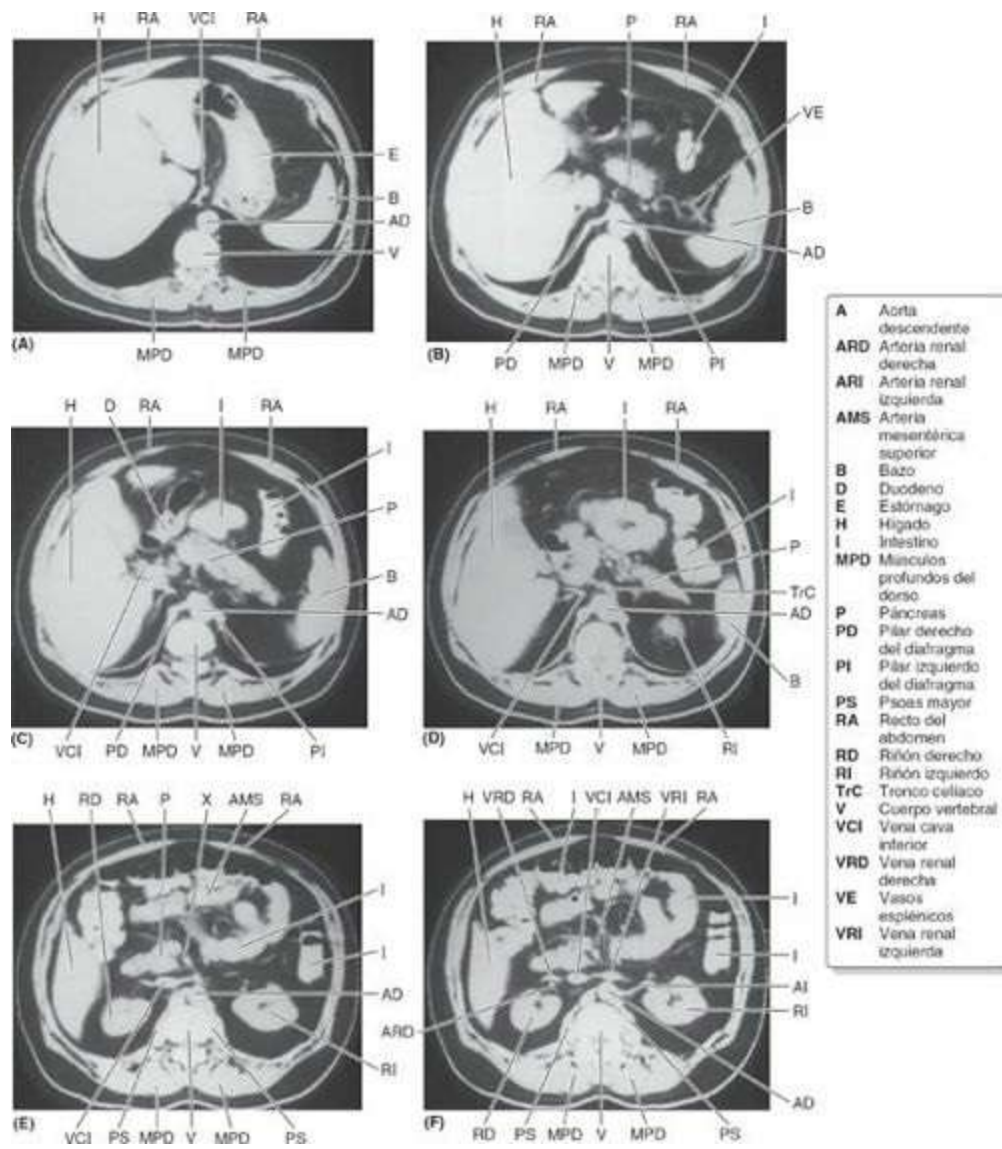 H RA VCI RA
E
B
AD
V
(A)
MPD MPD
H RA P RA I
VE
B
AD
(B)
PD MPD V MPD PI
H D RA I RA
I
P
B
AD
(C)
VCI PD MPD V MPD PI
H RA I RA
I
P
TrC
AD
B
(D)
VCI MPD V MPD RI
H RD RA P X AMS RA
I
I
AD
RI
(E)
VCI PS MPD V MPD PS
H VRD RA I VCI AMS VRI RA
I
I
AI
RI
ARD
AD
(F)
RD PS MPD V MPD PS
A Aorta
descendente
ARD Arteria renal
derecha
ARI Arteria renal
izquierda
AMS Arteria
mesentérica
superior
B Bazo
D Duodeno
E Estórnago
H Hígado
I Intestino
MPD Músculos
profundos del
dorso
P Páncreas
PD Pilar derecho
del diafragma
PI Pilar izquierdo
del diafragma
PS Psoas mayor
RA Recto del
abdomen
RD Riñón derecho
RI Riñón izquierdo
TrC Tronco celíaco
V Cuerpo vertebral
VCI Vena cava
inferior
VRD Vena renal
derecha
VE Vasos
esplénicos
VRI Vena renal
izquierda